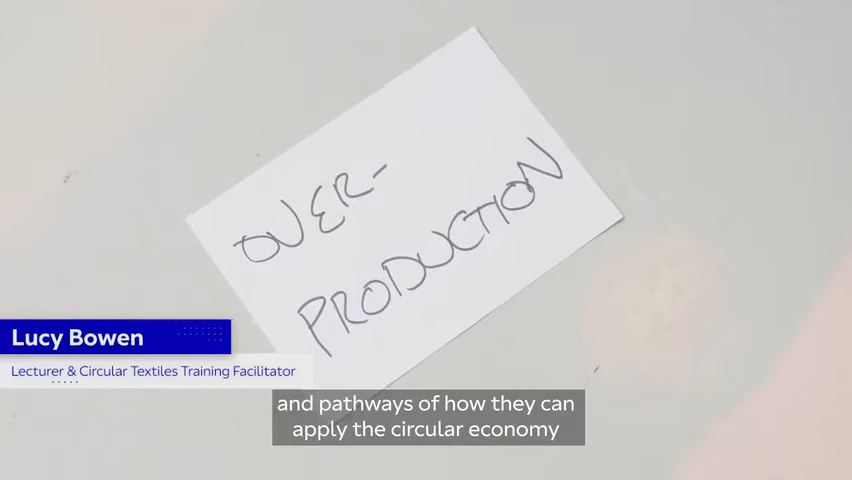 OVER-
PRODUCTION
Lucy Bowen
Lecturer & Circular Textiles Training Facilitator
and pathways of how they can
apply the circular economy